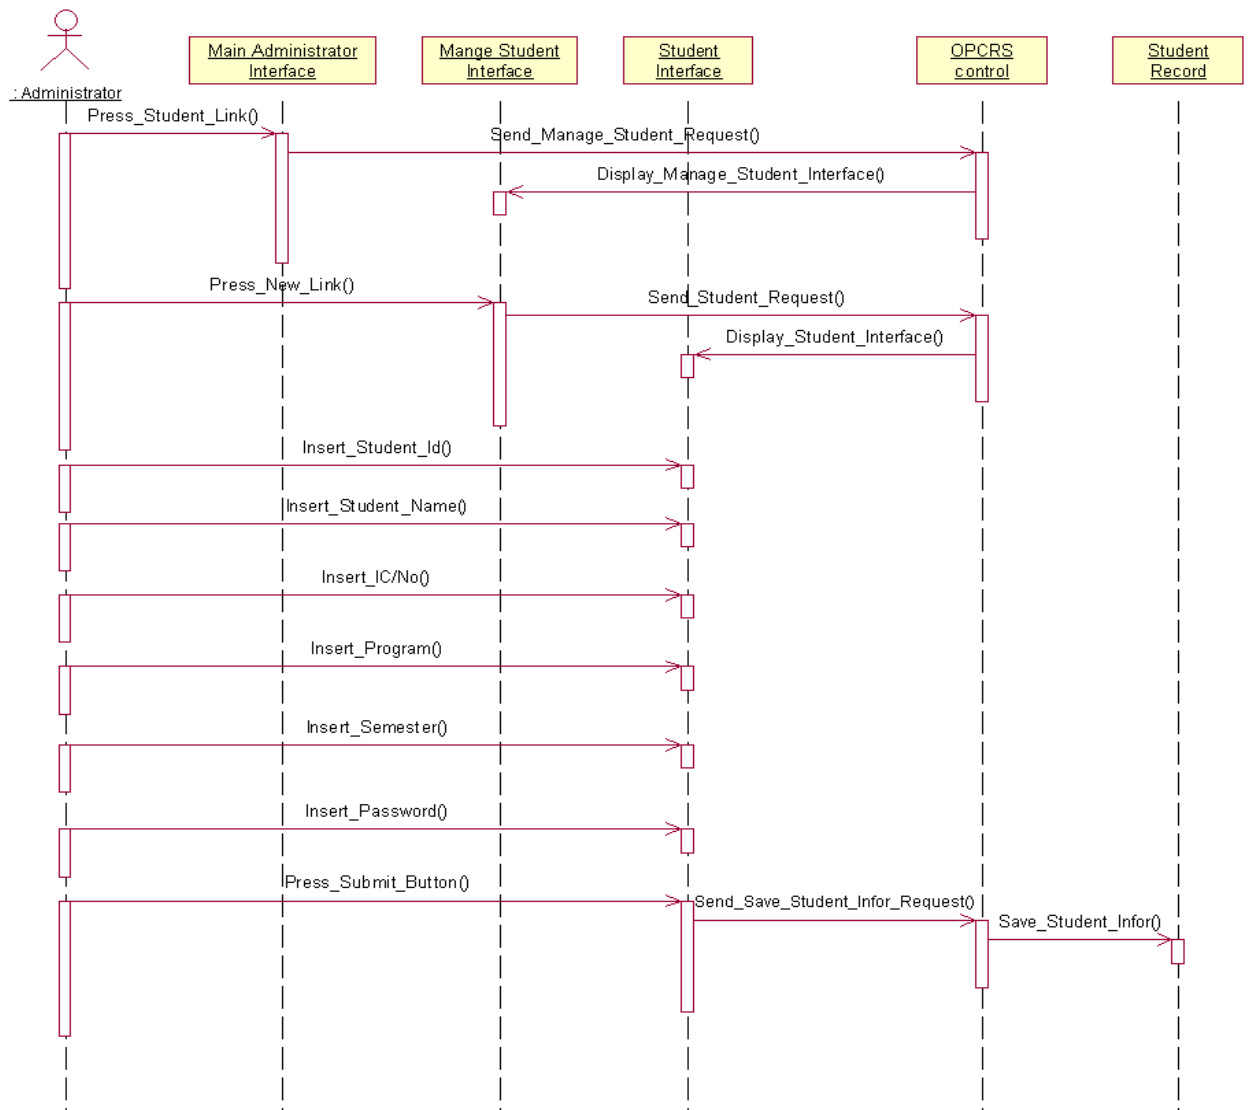 Main Administrator
Interface
Mange Student
Interface
Student
Interface
OPCRS
control
Student
Record
: Administrator
Press_Student_Link()
Send_Manage_Student_Request()
Display_Manage_Student_Interface()
Press_New_Link()
Send_Student_Request()
Display_Student_Interface()
Insert_Student_Id()
Insert_Student_Name()
Insert_IC/No()
Insert_Program()
Insert_Semester()
Insert_Password()
Press_Submit_Button()
Send_Save_Student_Infor_Request()
Save_Student_Infor()